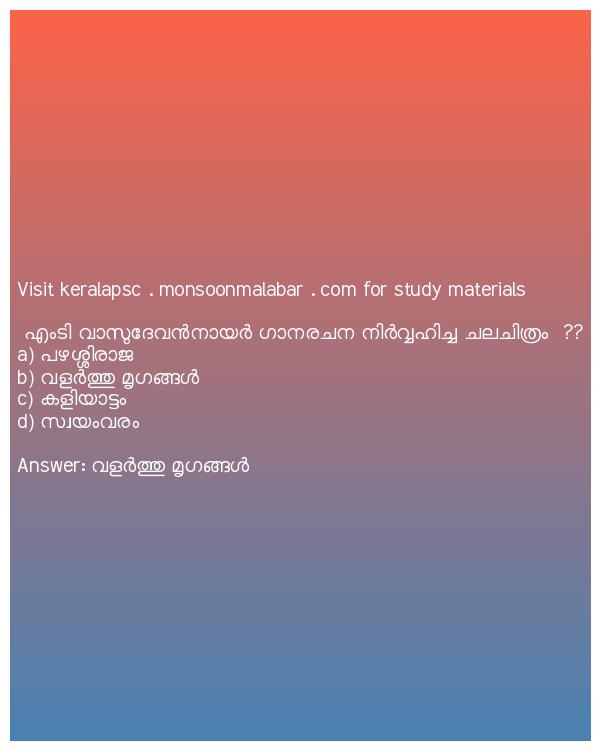 Visit keralapsc . monsoonmalabar . com for study materials
എംടി വാസുദേവൻനായർ ഗാനരചന നിർവ്വഹിച്ച ചലചിത്രം ??
a) പഴശ്ശിരാജ
b) വളർത്തു മൃഗങ്ങൾ
c) കളിയാട്ടം
d) സ്വയംവരം
Answer: വളർത്തു മൃഗങ്ങൾ